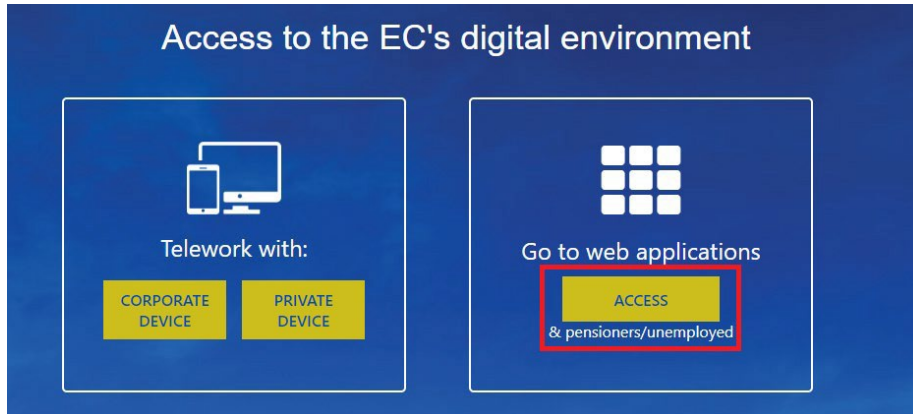 Access to the EC's digital environment
Telework with:
CORPORATE
DEVICE
PRIVATE
DEVICE
Go to web applications
ACCESS
& pensioners/unemployed